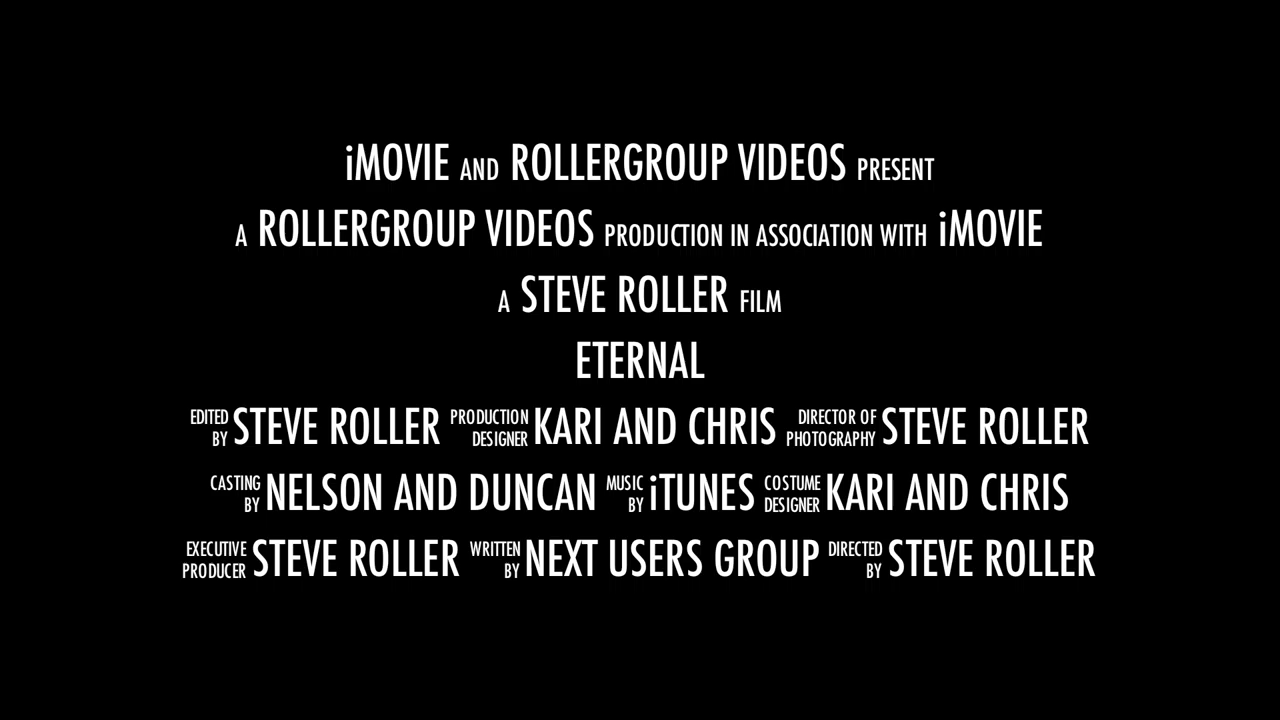 iMOVIE AND ROLLERGROUP VIDEOS PRESENT
A ROLLERGROUP VIDEOS PRODUCTION IN ASSOCIATION WITH iMOVIE
A STEVE ROLLER FILM
ETERNAL
EDITED BY STEVE ROLLER PRODUCTION DESIGNER KARI AND CHRIS DIRECTOR OF PHOTOGRAPHY STEVE ROLLER
CASTING BY NELSON AND DUNCAN MUSIC BY iTUNES COSTUME DESIGNER KARI AND CHRIS
EXECUTIVE PRODUCER STEVE ROLLER WRITTEN BY NEXT USERS GROUP DIRECTED BY STEVE ROLLER